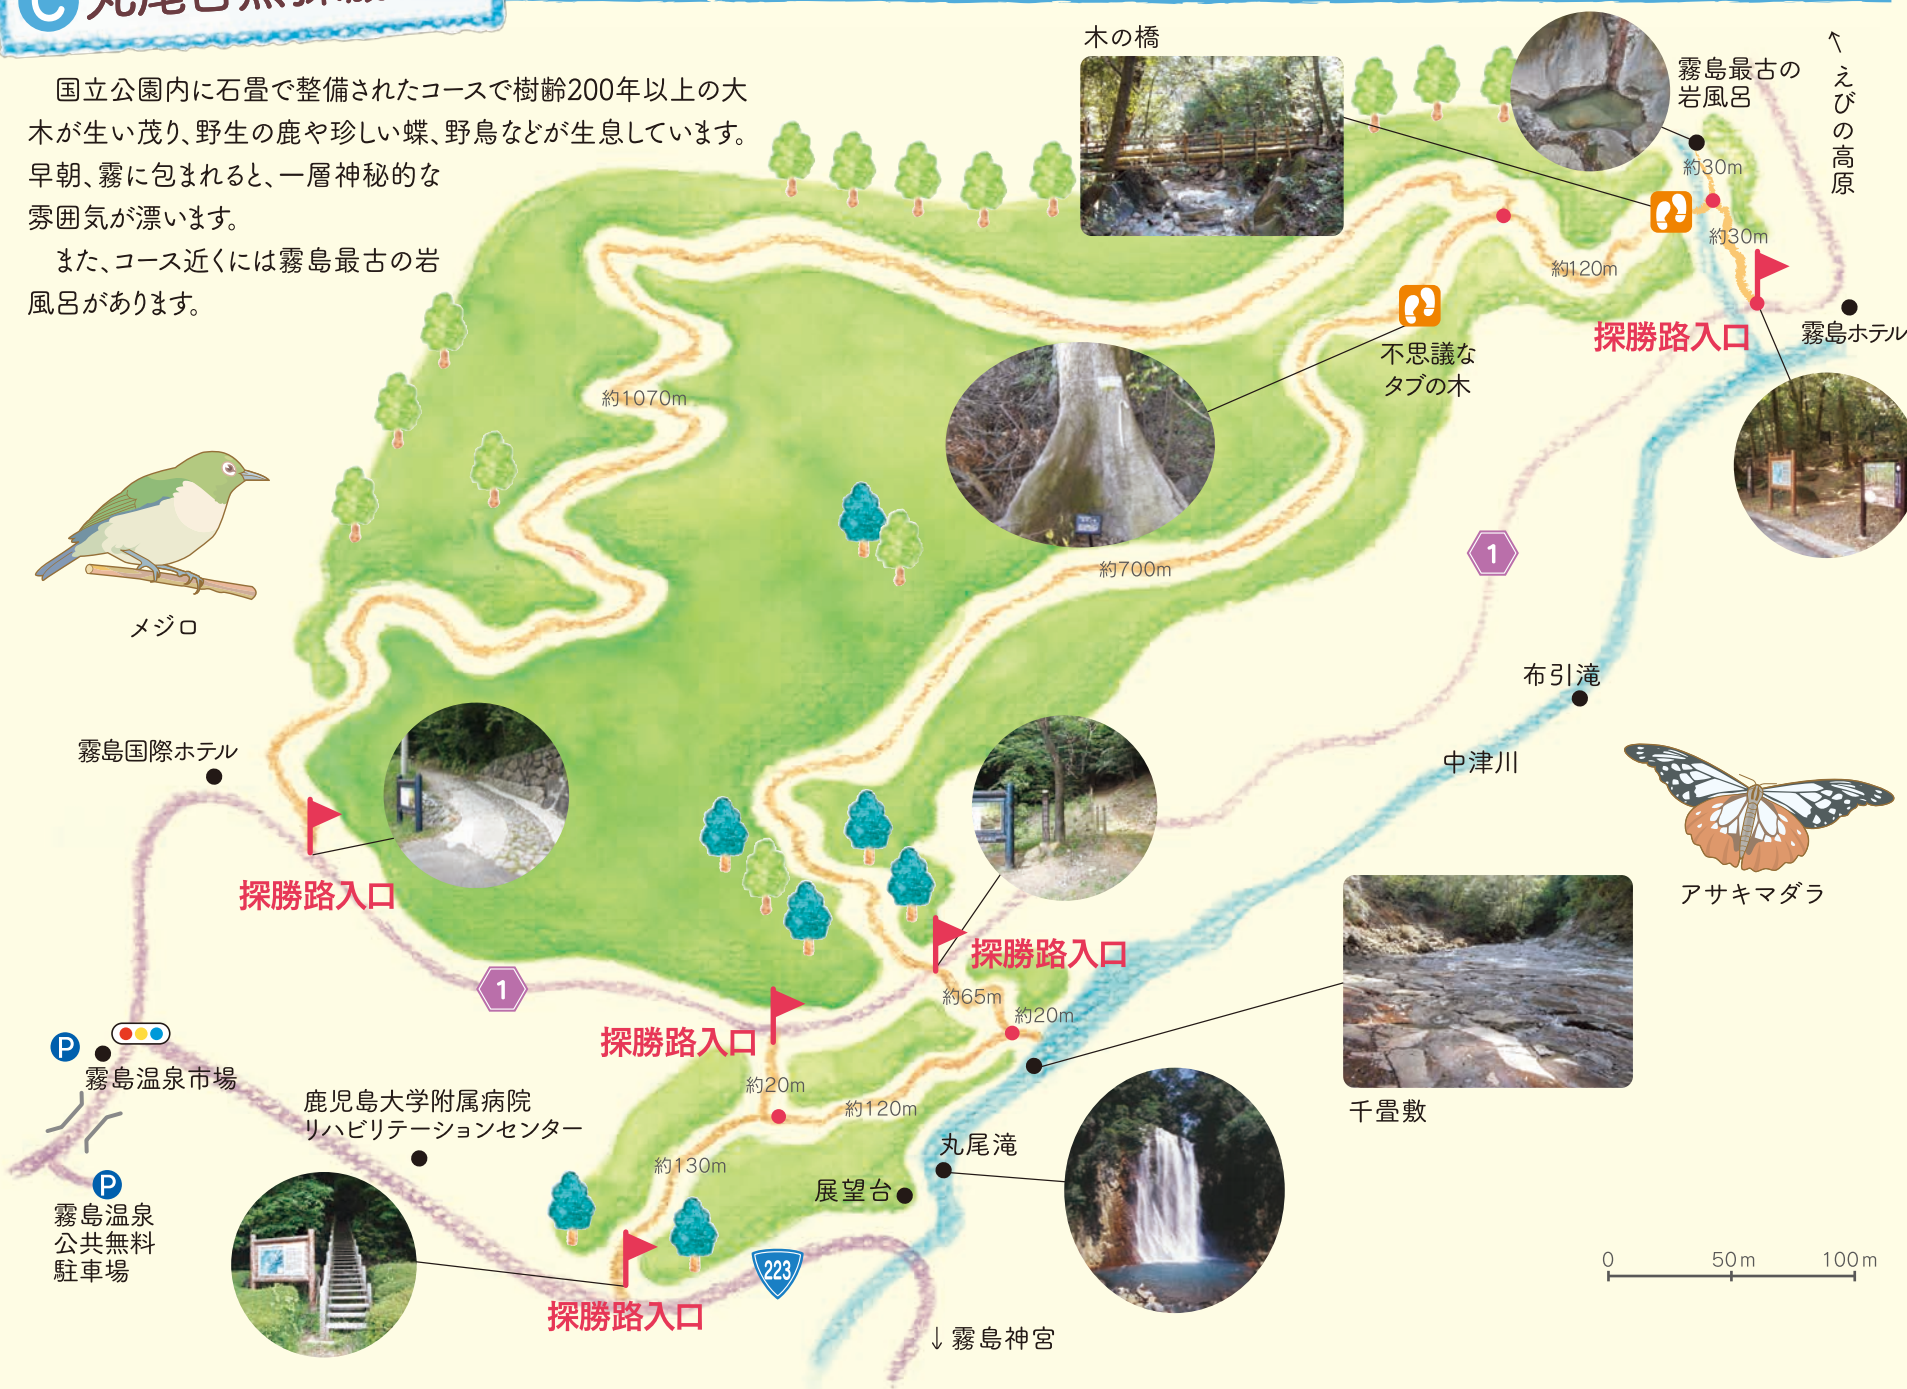 国立公園内に石畳で整備されたコースで樹齢200年以上の大
木が生い茂り、野生の鹿や珍しい蝶、野鳥などが生息しています。
早朝、霧に包まれると、一層神秘的な
雰囲気が漂います。
また、コース近くには霧島最古の岩
風呂があります。
木の橋
霧島最古の
岩風呂
↑えびの高原
約30m
約30m
約120m
探勝路入口
霧島ホテル
不思議な
タブの木
約1070m
約700m
メジロ
1
布引滝
中津川
アサキマダラ
霧島国際ホテル
探勝路入口
探勝路入口
1
約65m
約20m
探勝路入口
約20m
約120m
約130m
P
霧島温泉市場
鹿児島大学附属病院
リハビリテーションセンター
千畳敷
丸尾滝
展望台
P
霧島温泉
公共無料
駐車場
223
探勝路入口
↓霧島神宮
0 50m 100m